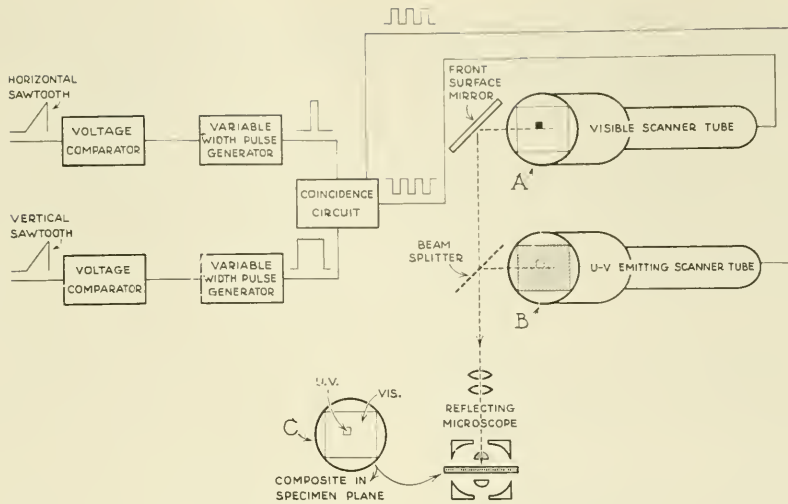 HORIZONTAL
SAWTOOTH
VOLTAGE
COMPARATOR
VARIABLE
WIDTH PULSE
GENERATOR
COINCIDENCE
CIRCUIT
VERTICAL
SAWTOOTH
VOLTAGE
COMPARATOR
VARIABLE
WIDTH PULSE
GENERATOR
FRONT
SURFACE
MIRROR
VISIBLE SCANNER TUBE
A
BEAM
SPLITTER
U-V EMITTING SCANNER TUBE
B
REFLECTING
MICROSCOPE
U.V.
VIS.
C
COMPOSITE IN
SPECIMEN PLANE